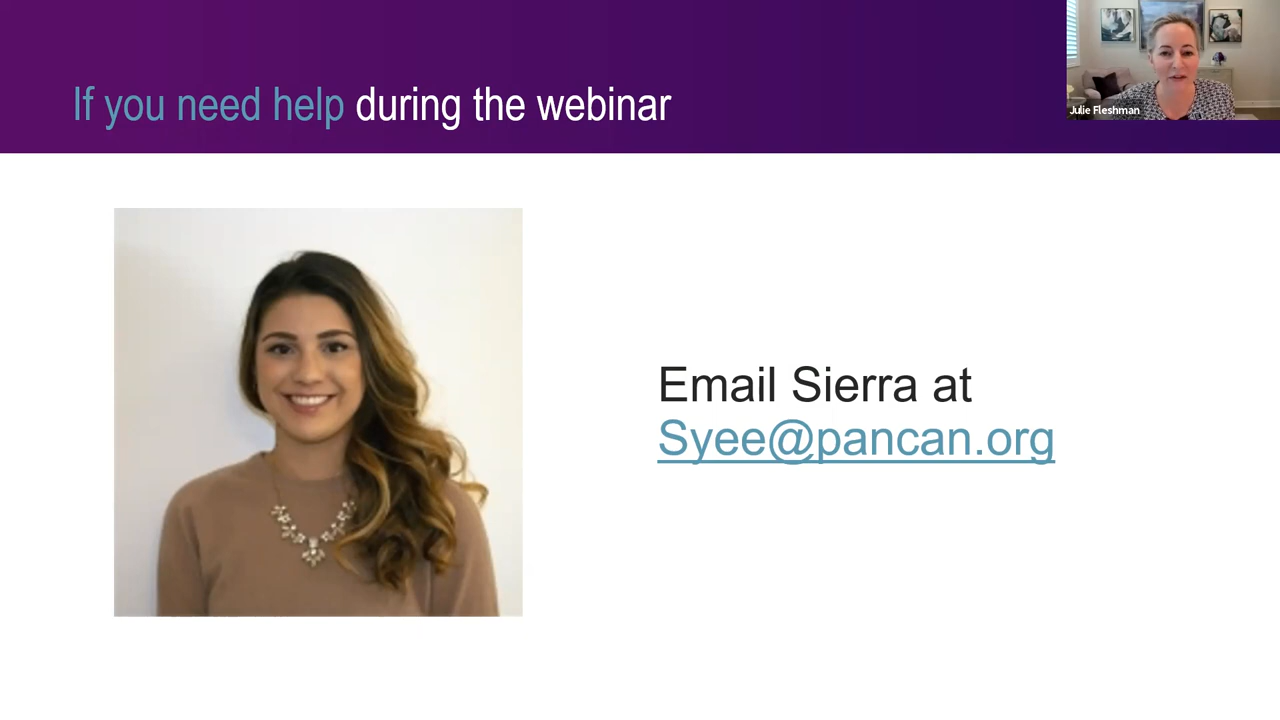 If you need help during the webinar
Julie Fleshman
Email Sierra at
Syee@pancan.org